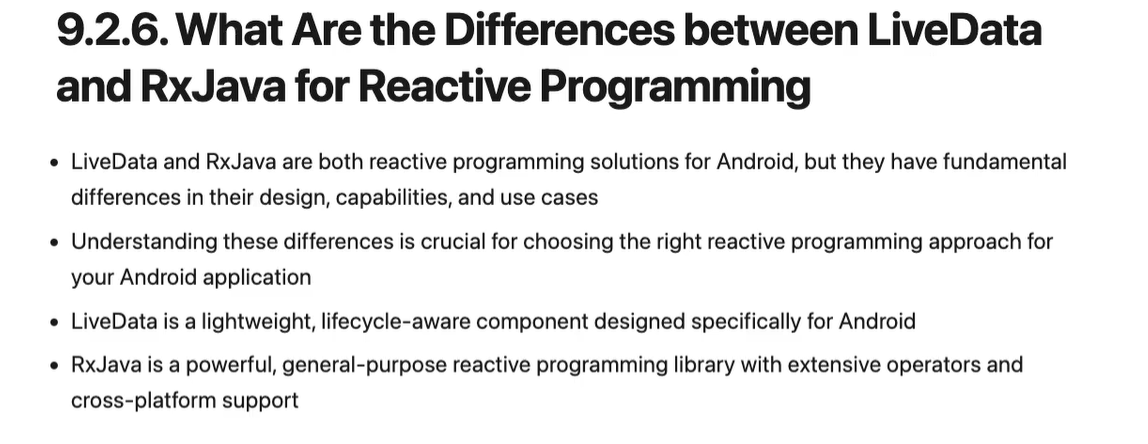 9.2.6. What Are the Differences between LiveData
and RxJava for Reactive Programming
• LiveData and RxJava are both reactive programming solutions for Android, but they have fundamental
differences in their design, capabilities, and use cases
• Understanding these differences is crucial for choosing the right reactive programming approach for
your Android application
• LiveData is a lightweight, lifecycle-aware component designed specifically for Android
• RxJava is a powerful, general-purpose reactive programming library with extensive operators and
cross-platform support